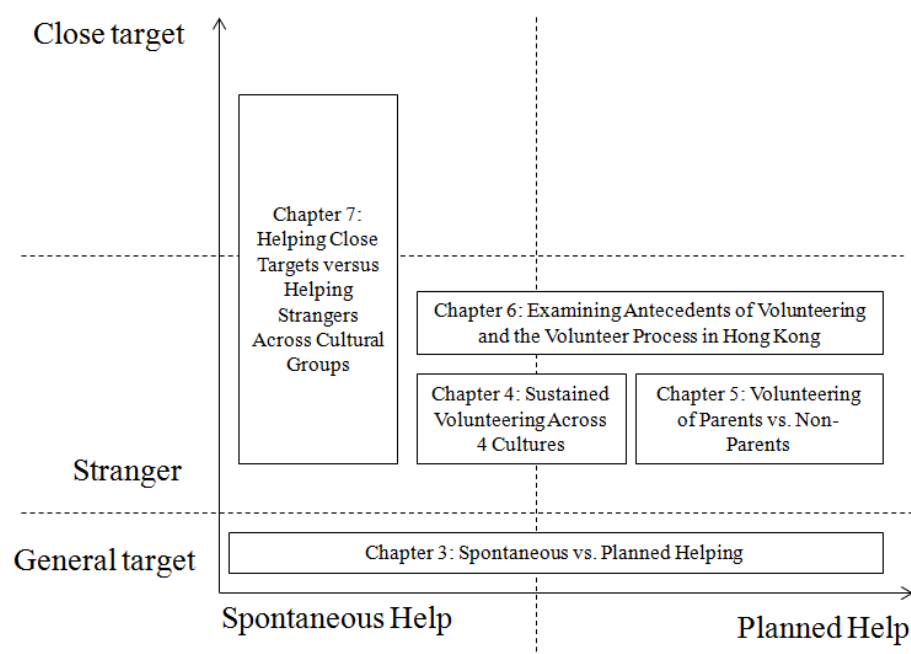 Close target
Chapter 7:
Helping Close
Targets versus
Helping
Strangers
Across Cultural
Groups
Chapter 6: Examining Antecedents of Volunteering
and the Volunteer Process in Hong Kong
Chapter 4: Sustained
Volunteering Across
4 Cultures
Chapter 5: Volunteering
of Parents vs. Non-
Parents
Stranger
General target
Chapter 3: Spontaneous vs. Planned Helping
Spontaneous Help
Planned Help